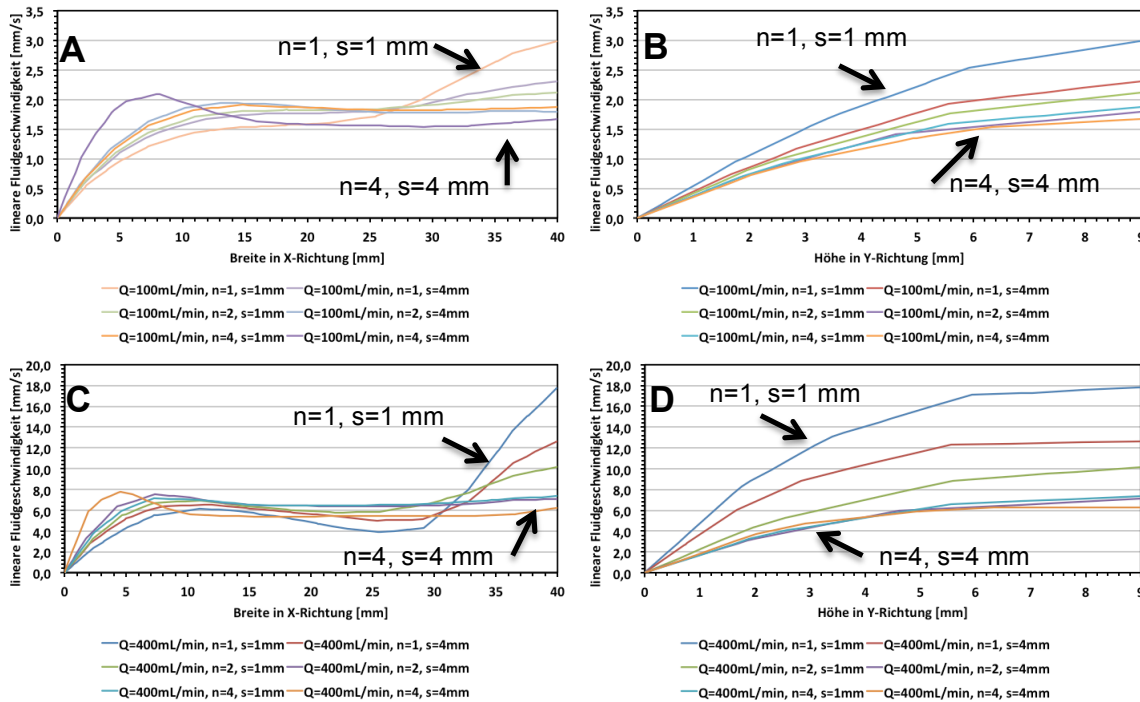 A
lineare Fluidgeschwindigkeit [mm/s]
3,5
3,0
2,5
2,0
1,5
1,0
0,5
0,0
n=1, s=1 mm
n=4, s=4 mm
0 5 10 15 20 25 30 35 40
Breite in X-Richtung [mm]
Q=100mL/min, n=1, s=1mm Q=100mL/min, n=1, s=4mm
Q=100mL/min, n=2, s=1mm Q=100mL/min, n=2, s=4mm
Q=100mL/min, n=4, s=1mm Q=100mL/min, n=4, s=4mm
B
lineare Fluidgeschwindigkeit [mm/s]
3,5
3,0
2,5
2,0
1,5
1,0
0,5
0,0
n=1, s=1 mm
n=4, s=4 mm
0 1 2 3 4 5 6 7 8 9
Höhe in Y-Richtung [mm]
Q=100mL/min, n=1, s=1mm Q=100mL/min, n=1, s=4mm
Q=100mL/min, n=2, s=1mm Q=100mL/min, n=2, s=4mm
Q=100mL/min, n=4, s=1mm Q=100mL/min, n=4, s=4mm
C
lineare Fluidgeschwindigkeit [mm/s]
20,0
18,0
16,0
14,0
12,0
10,0
8,0
6,0
4,0
2,0
0,0
n=1, s=1 mm
n=4, s=4 mm
0 5 10 15 20 25 30 35 40
Breite in X-Richtung [mm]
Q=400mL/min, n=1, s=1mm Q=400mL/min, n=1, s=4mm
Q=400mL/min, n=2, s=1mm Q=400mL/min, n=2, s=4mm
Q=400mL/min, n=4, s=1mm Q=400mL/min, n=4, s=4mm
D
lineare Fluidgeschwindigkeit [mm/s]
20,0
18,0
16,0
14,0
12,0
10,0
8,0
6,0
4,0
2,0
0,0
n=1, s=1 mm
n=4, s=4 mm
0 1 2 3 4 5 6 7 8 9
Höhe in Y-Richtung [mm]
Q=400mL/min, n=1, s=1mm Q=400mL/min, n=1, s=4mm
Q=400mL/min, n=2, s=1mm Q=400mL/min, n=2, s=4mm
Q=400mL/min, n=4, s=1mm Q=400mL/min, n=4, s=4mm